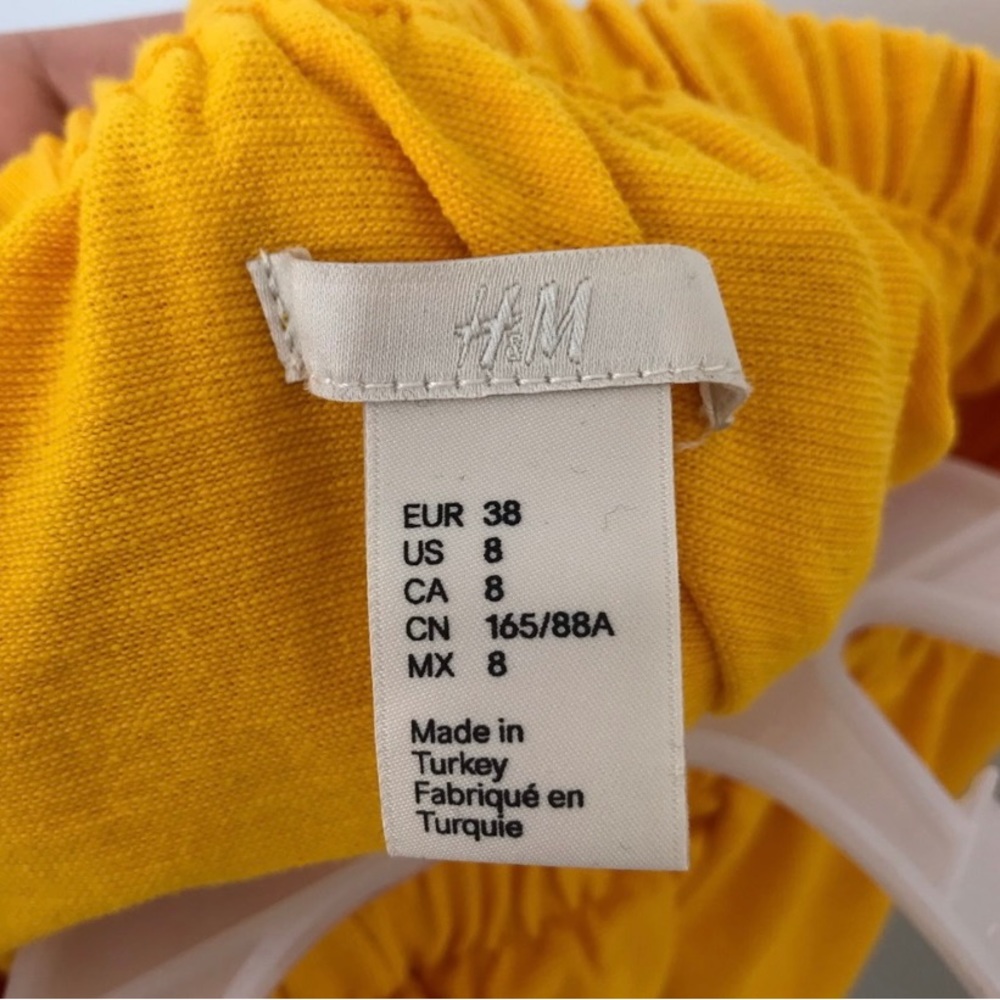 H&M
EUR 38
US 8
CA 8
CN 165/88A
MX 8
Made in
Turkey
Fabriqué en
Turquie